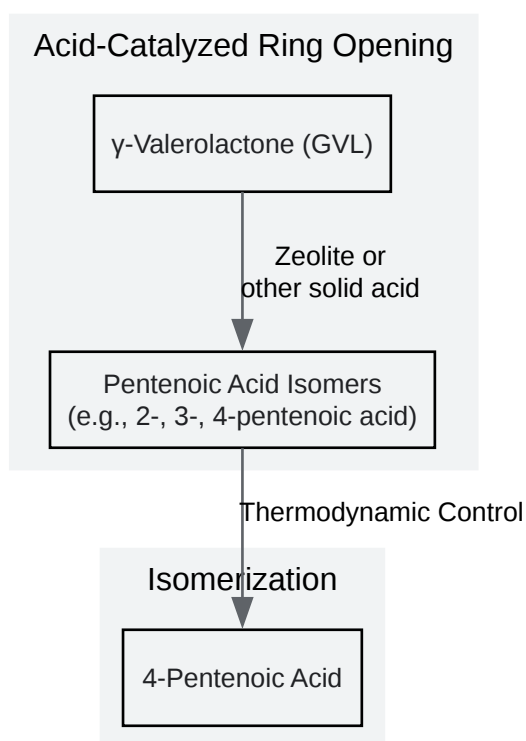 Acid-Catalyzed Ring Opening
γ-Valerolactone (GVL)
Zeolite or
other solid acid
Pentenoic Acid Isomers
(e.g., 2-, 3-, 4-pentenoic acid)
Thermodynamic Control
Isomerization
4-Pentenoic Acid